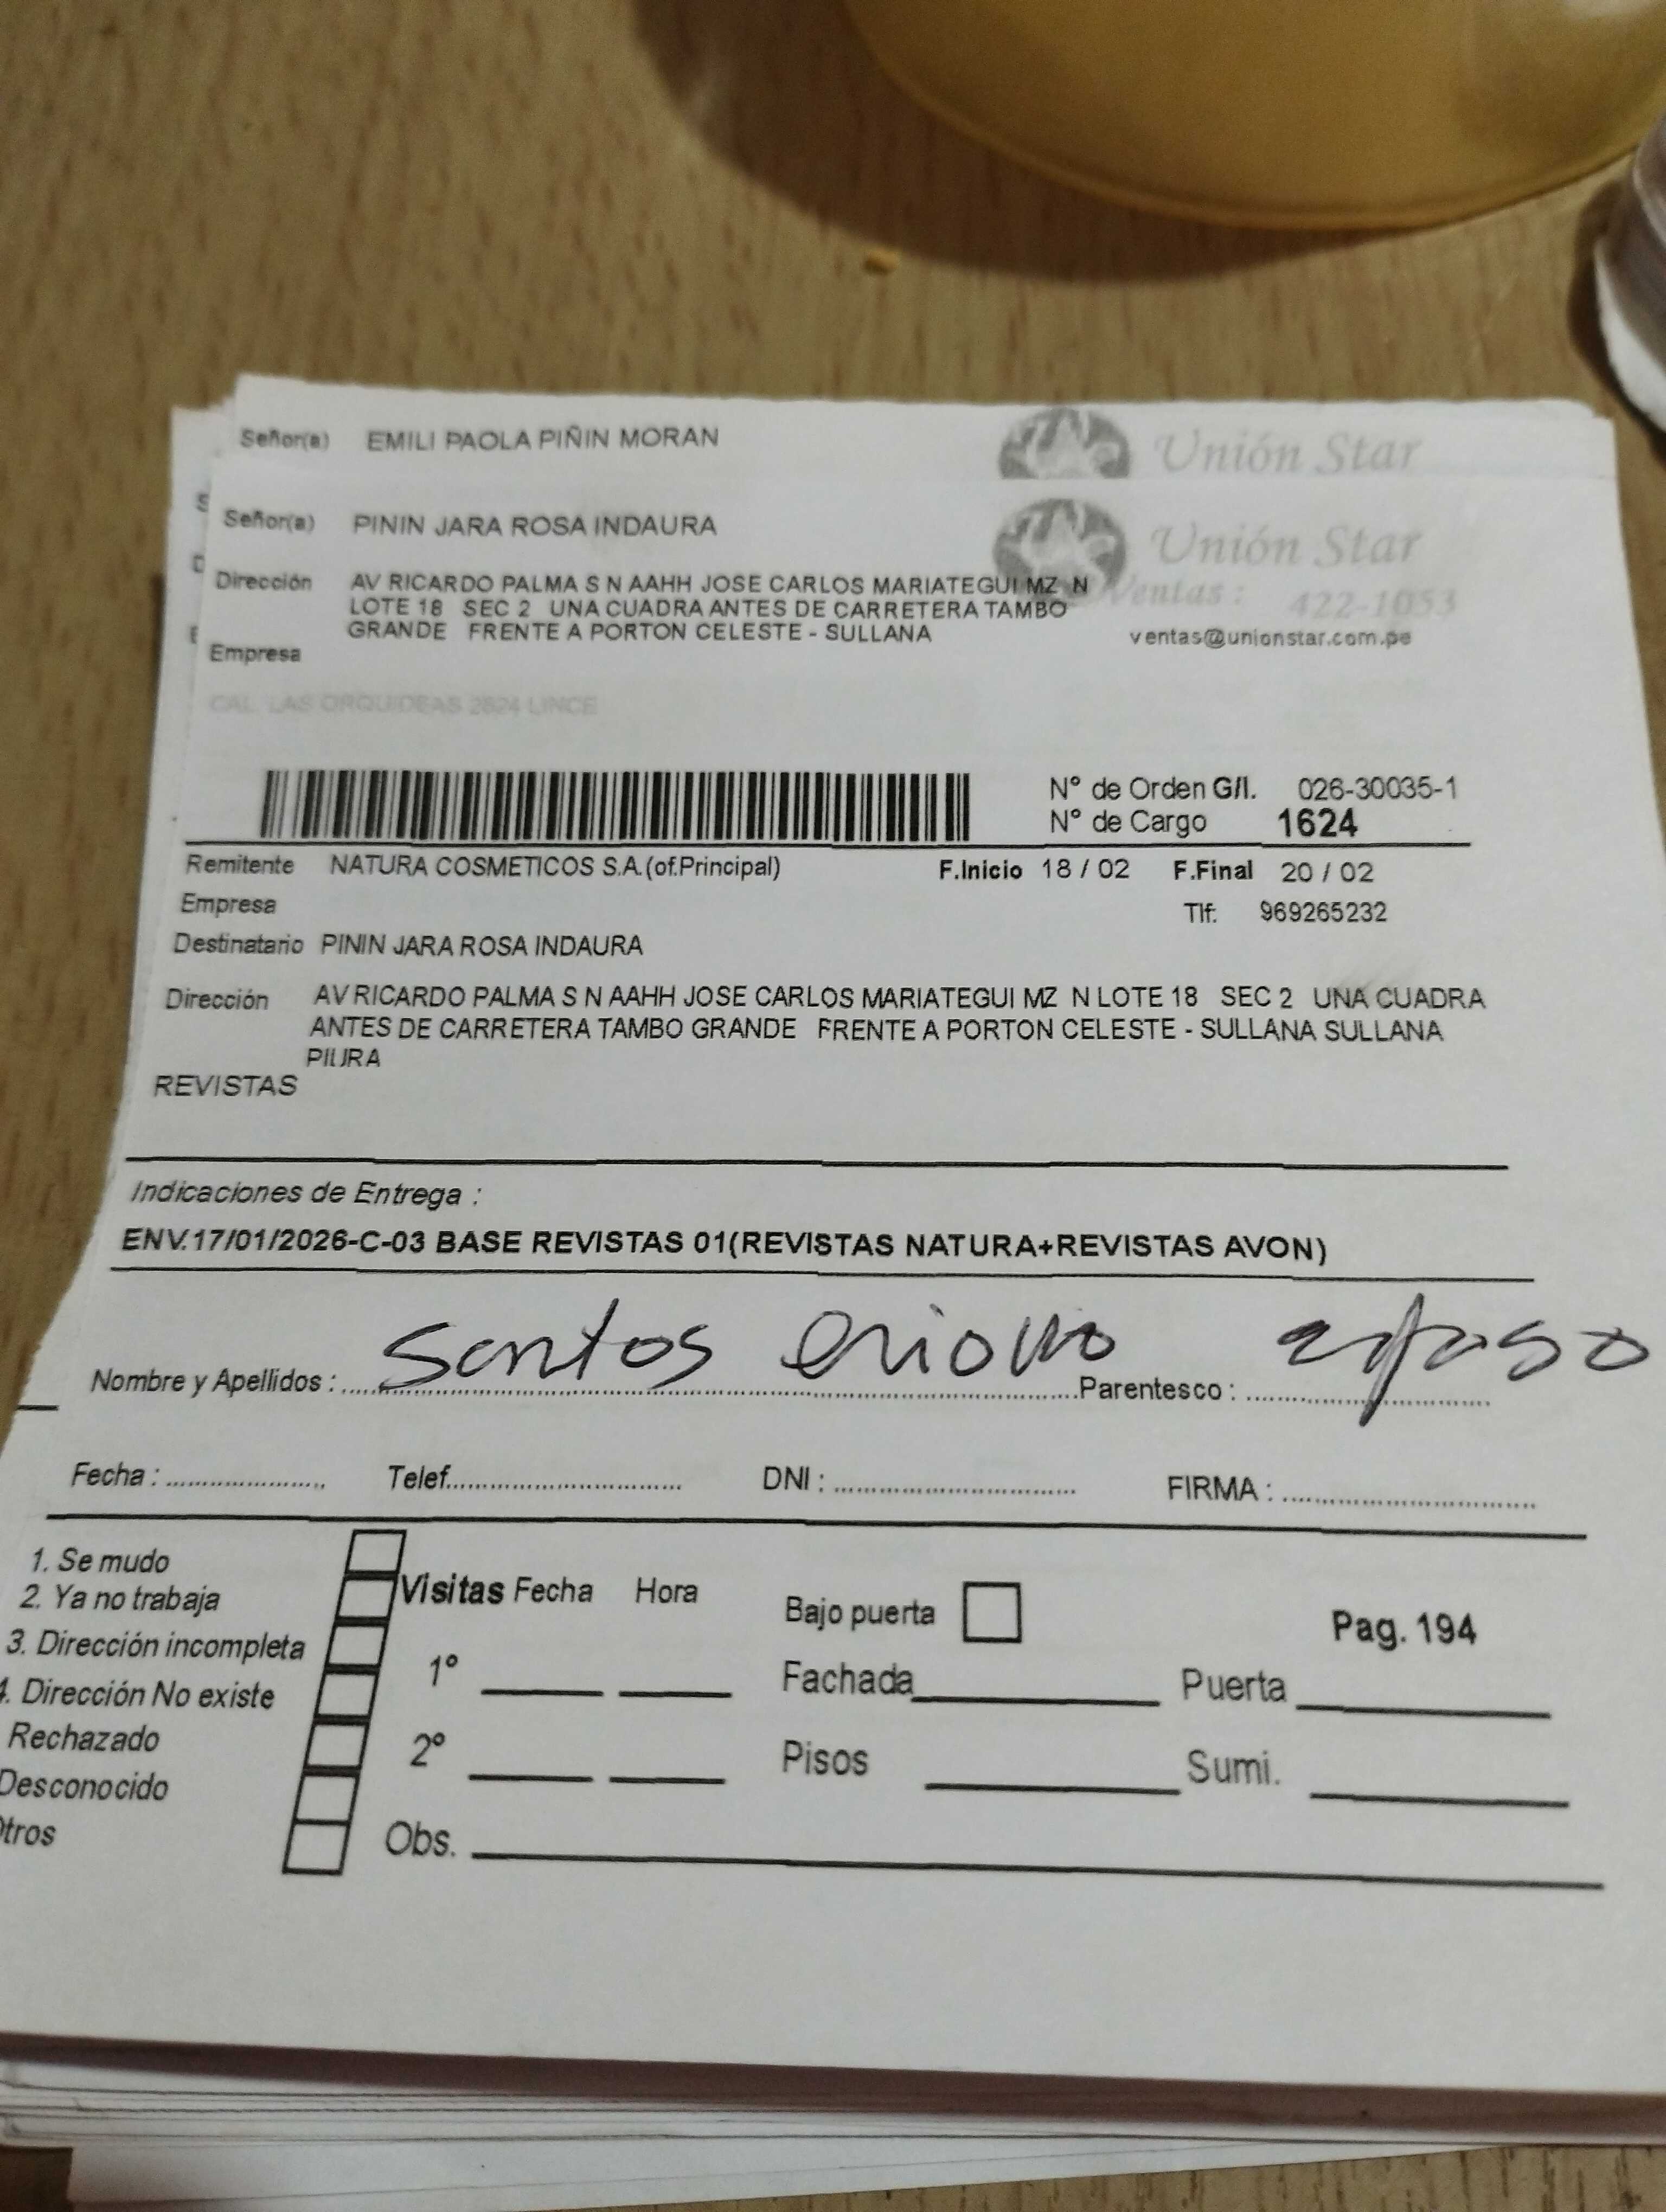 Señor(a) EMILI PAOLA PIÑIN MORAN
Unión Star
Señor(a) PININ JARA ROSA INDAURA
Unión Star
Dirección AV RICARDO PALMA S N AAHH JOSE CARLOS MARIATEGUI MZ N
LOTE 18 SEC 2 UNA CUADRA ANTES DE CARRETERA TAMBO
GRANDE FRENTE A PORTON CELESTE - SULLANA
Ventas : 422-1053
ventas@unionstar.com.pe
Empresa
CAL. LAS ORQUIDEAS 2624 LINCE
N° de Orden G/I. 026-30035-1
N° de Cargo 1624
Remitente NATURA COSMETICOS S.A.(of.Principal) F.Inicio 18 / 02 F.Final 20 / 02
Empresa Tlf: 969265232
Destinatario PININ JARA ROSA INDAURA
Dirección AV RICARDO PALMA S N AAHH JOSE CARLOS MARIATEGUI MZ N LOTE 18 SEC 2 UNA CUADRA
ANTES DE CARRETERA TAMBO GRANDE FRENTE A PORTON CELESTE - SULLANA SULLANA
PIURA
REVISTAS
Indicaciones de Entrega :
ENV.17/01/2026-C-03 BASE REVISTAS 01(REVISTAS NATURA+REVISTAS AVON)
Nombre y Apellidos : Santos Parentesco :
Fecha : Telef. DNI : FIRMA :
1. Se mudo
2. Ya no trabaja
3. Dirección incompleta
4. Dirección No existe
Rechazado
Desconocido
Otros
Visitas Fecha Hora
1°
2°
Obs.
Bajo puerta Pag. 194
Fachada Puerta
Pisos Sumi.